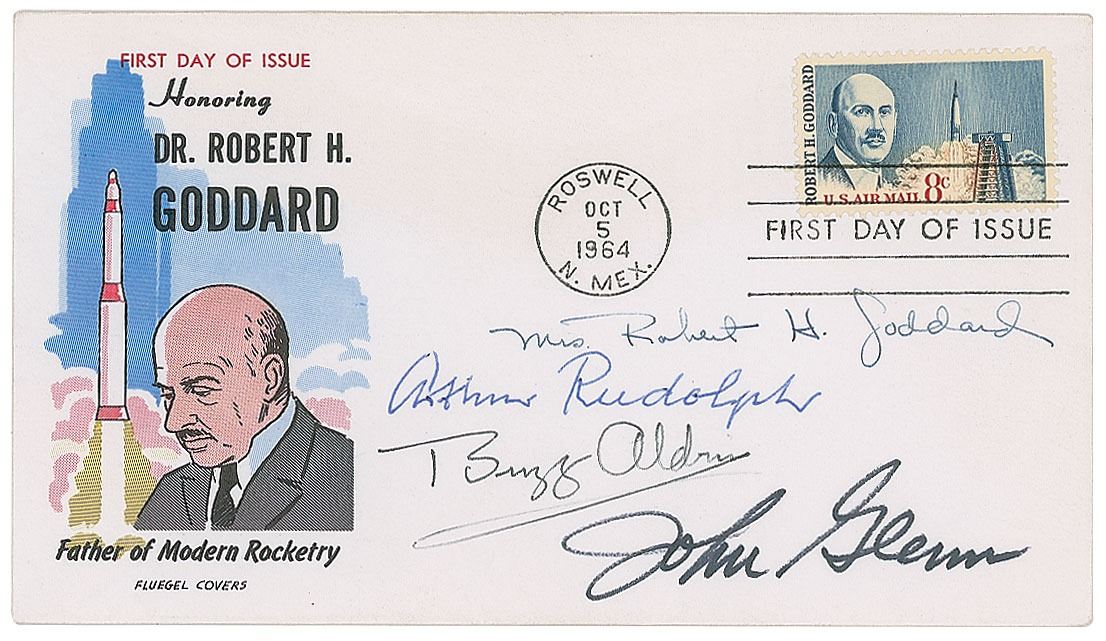 FIRST DAY OF ISSUE
Honoring
DR. ROBERT H.
GODDARD
Father of Modern Rocketry
FLUEGEL COVERS
ROSWELL
OCT
5
1964
N. MEX.
ROBERT H. GODDARD
U.S. AIR MAIL 8c
FIRST DAY OF ISSUE
Mrs. Robert H. Goddard
Arthur Rudolph
Buzz Aldrin
John Glenn